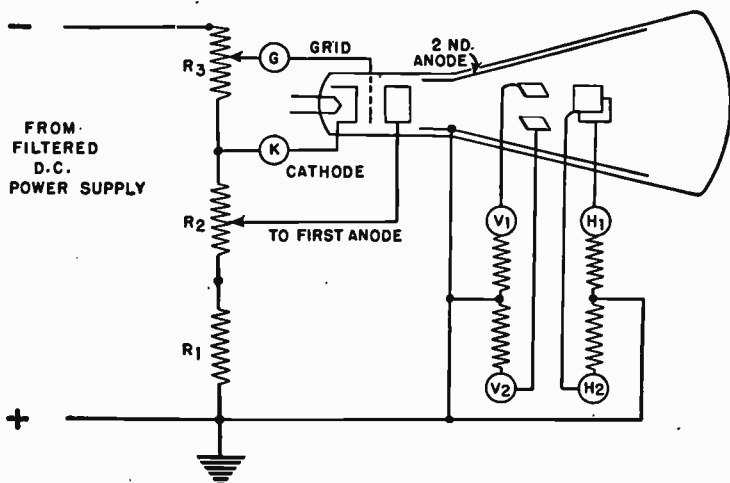 −
R3
G
GRID
2 ND.
ANODE
FROM
FILTERED
D.C.
POWER SUPPLY
K
CATHODE
R2
TO FIRST ANODE
V1
H1
R1
V2
H2
+